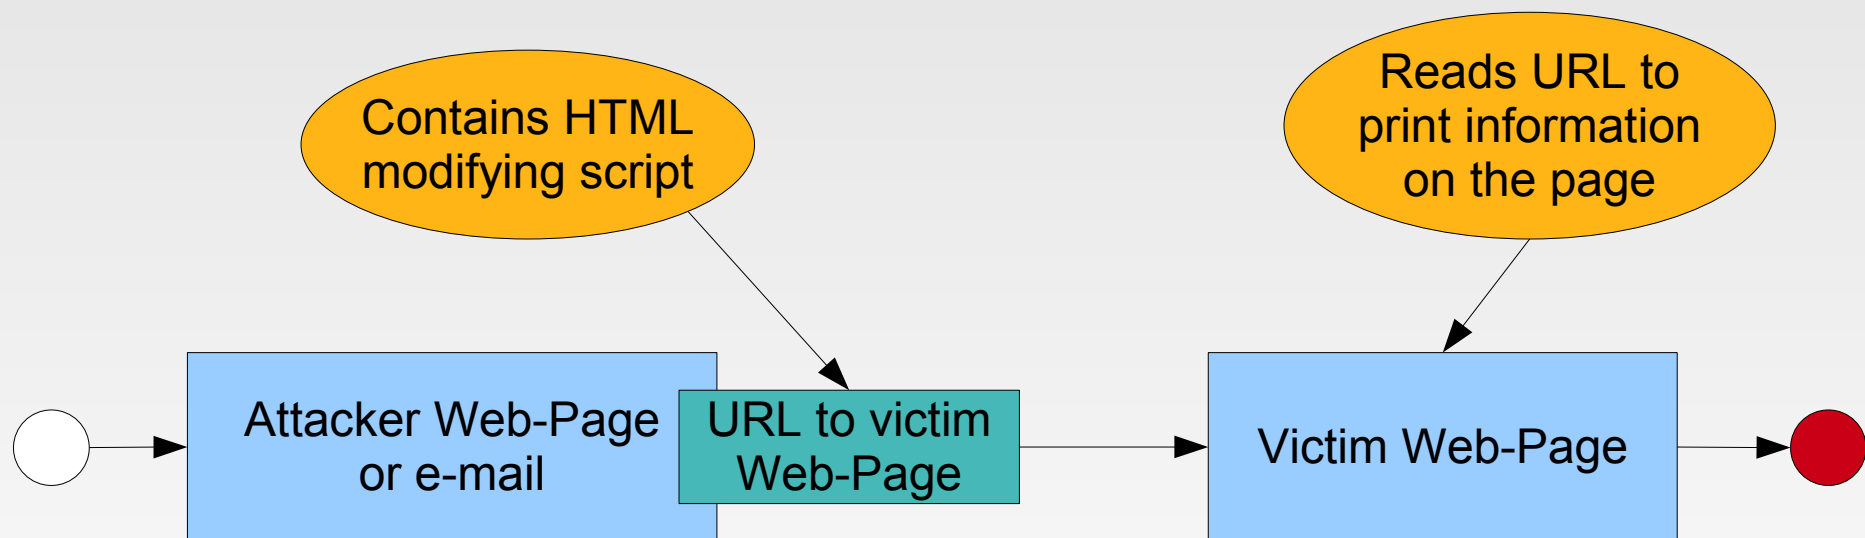 Contains HTML
modifying script
Reads URL to
print information
on the page
Attacker Web-Page
or e-mail
URL to victim
Web-Page
Victim Web-Page